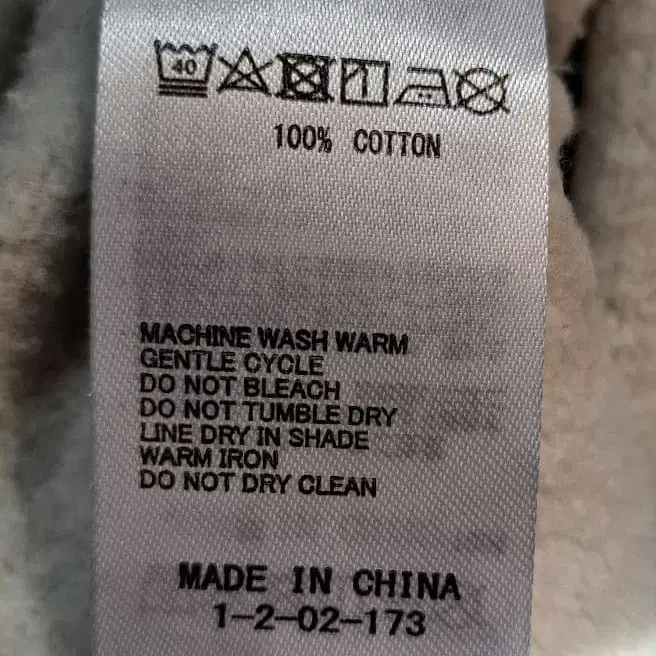 40
100% COTTON
MACHINE WASH WARM
GENTLE CYCLE
DO NOT BLEACH
DO NOT TUMBLE DRY
LINE DRY IN SHADE
WARM IRON
DO NOT DRY CLEAN
MADE IN CHINA
1-2-02-173